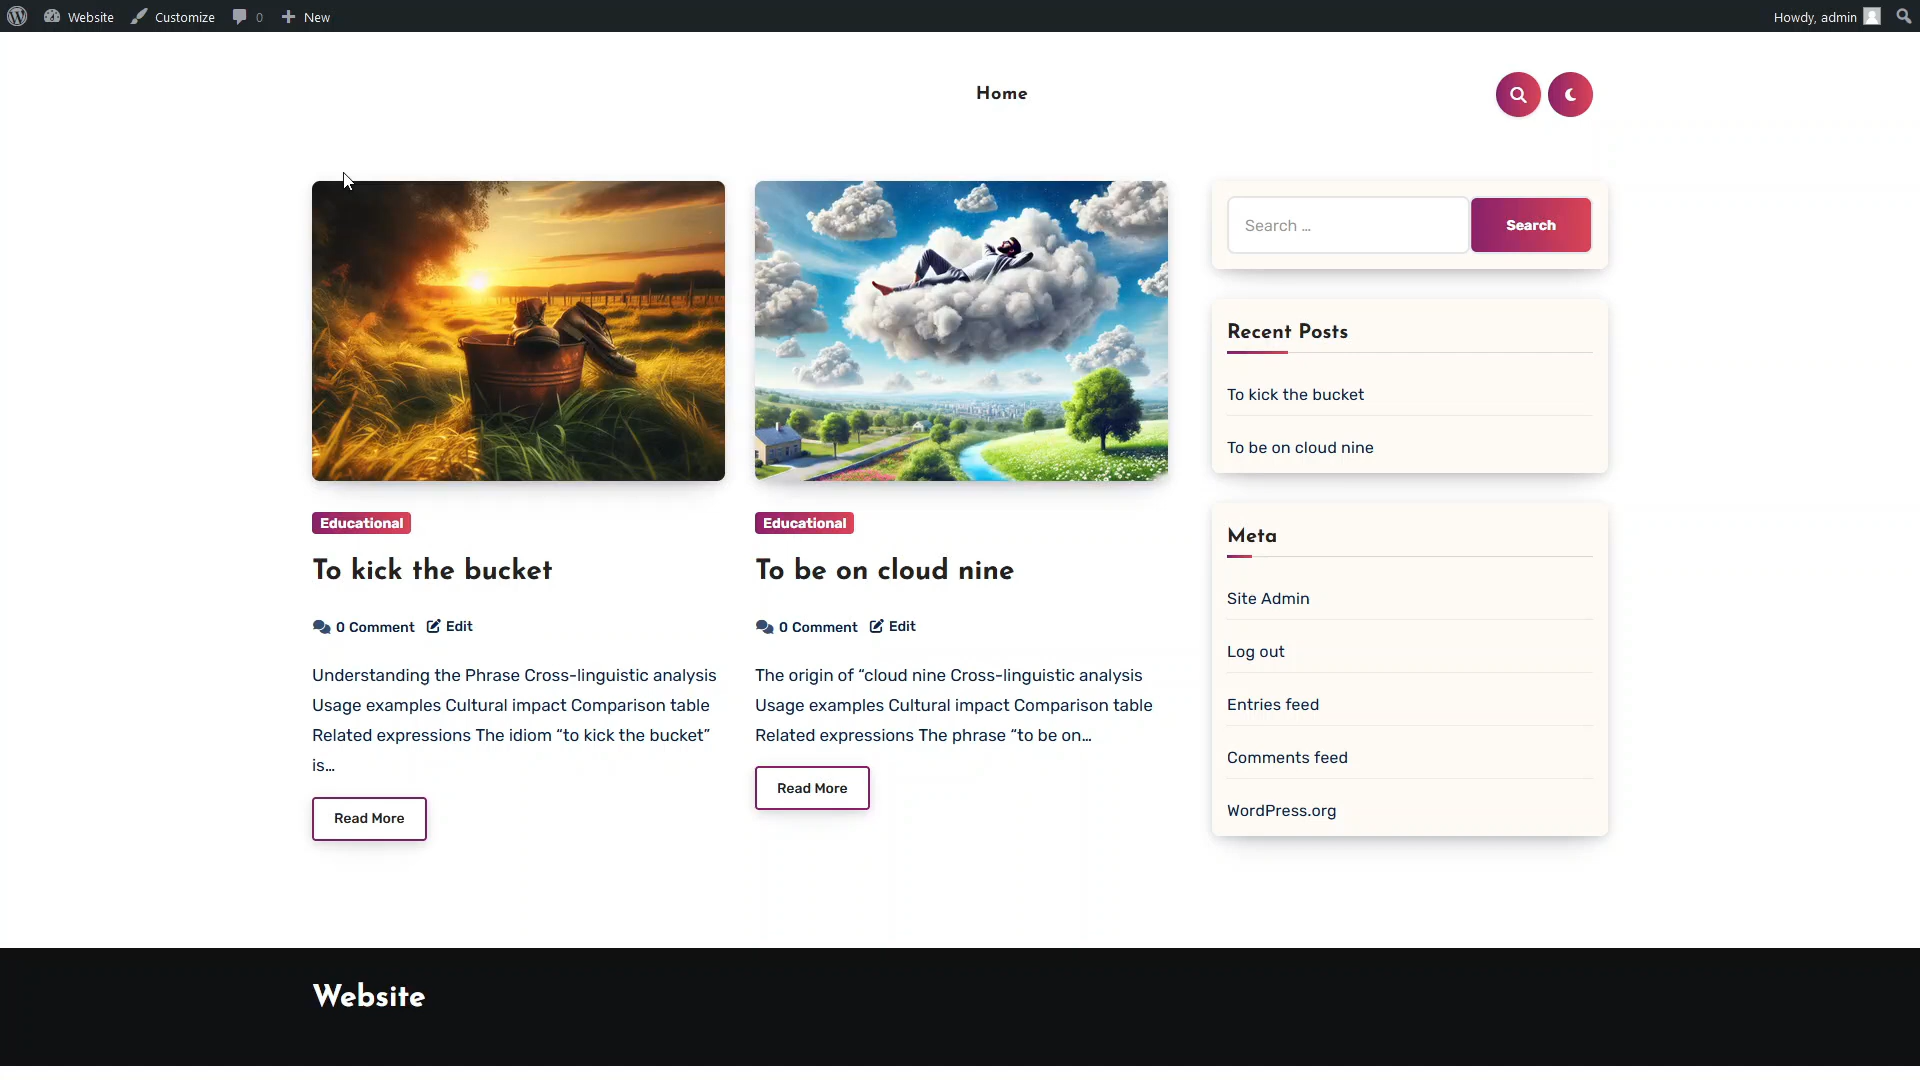 Website
Customize
0
New
Howdy, admin
Home
Educational
To kick the bucket
0 Comment
Edit
Understanding the Phrase Cross-linguistic analysis
Usage examples Cultural impact Comparison table
Related expressions The idiom “to kick the bucket”
is…
Read More
Educational
To be on cloud nine
0 Comment
Edit
The origin of “cloud nine Cross-linguistic analysis
Usage examples Cultural impact Comparison table
Related expressions The phrase “to be on…
Read More
Search …
Search
Recent Posts
To kick the bucket
To be on cloud nine
Meta
Site Admin
Log out
Entries feed
Comments feed
WordPress.org
Website